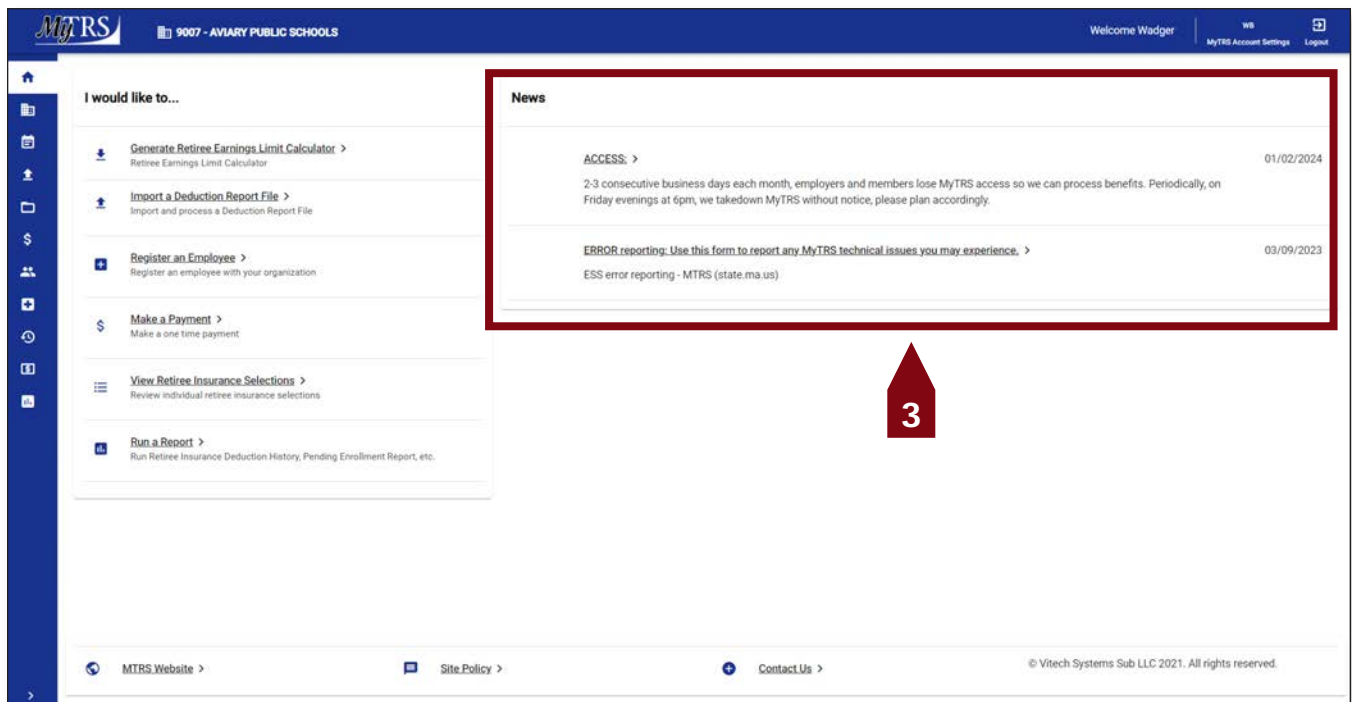 MyTRS
9007 - AVIARY PUBLIC SCHOOLS
Welcome Wadger
WB
MyTRS Account Settings
Logout
I would like to...
Generate Retiree Earnings Limit Calculator >
Retiree Earnings Limit Calculator
Import a Deduction Report File >
Import and process a Deduction Report File
Register an Employee >
Register an employee with your organization
Make a Payment >
Make a one time payment
View Retiree Insurance Selections >
Review individual retiree insurance selections
Run a Report >
Run Retiree Insurance Deduction History, Pending Enrollment Report, etc.
News
ACCESS: >
01/02/2024
2-3 consecutive business days each month, employers and members lose MyTRS access so we can process benefits. Periodically, on
Friday evenings at 6pm, we takedown MyTRS without notice, please plan accordingly.
ERROR reporting: Use this form to report any MyTRS technical issues you may experience. >
03/09/2023
ESS error reporting - MTRS (state.ma.us)
3
MTRS Website >
Site Policy >
Contact Us >
© Vitech Systems Sub LLC 2021. All rights reserved.